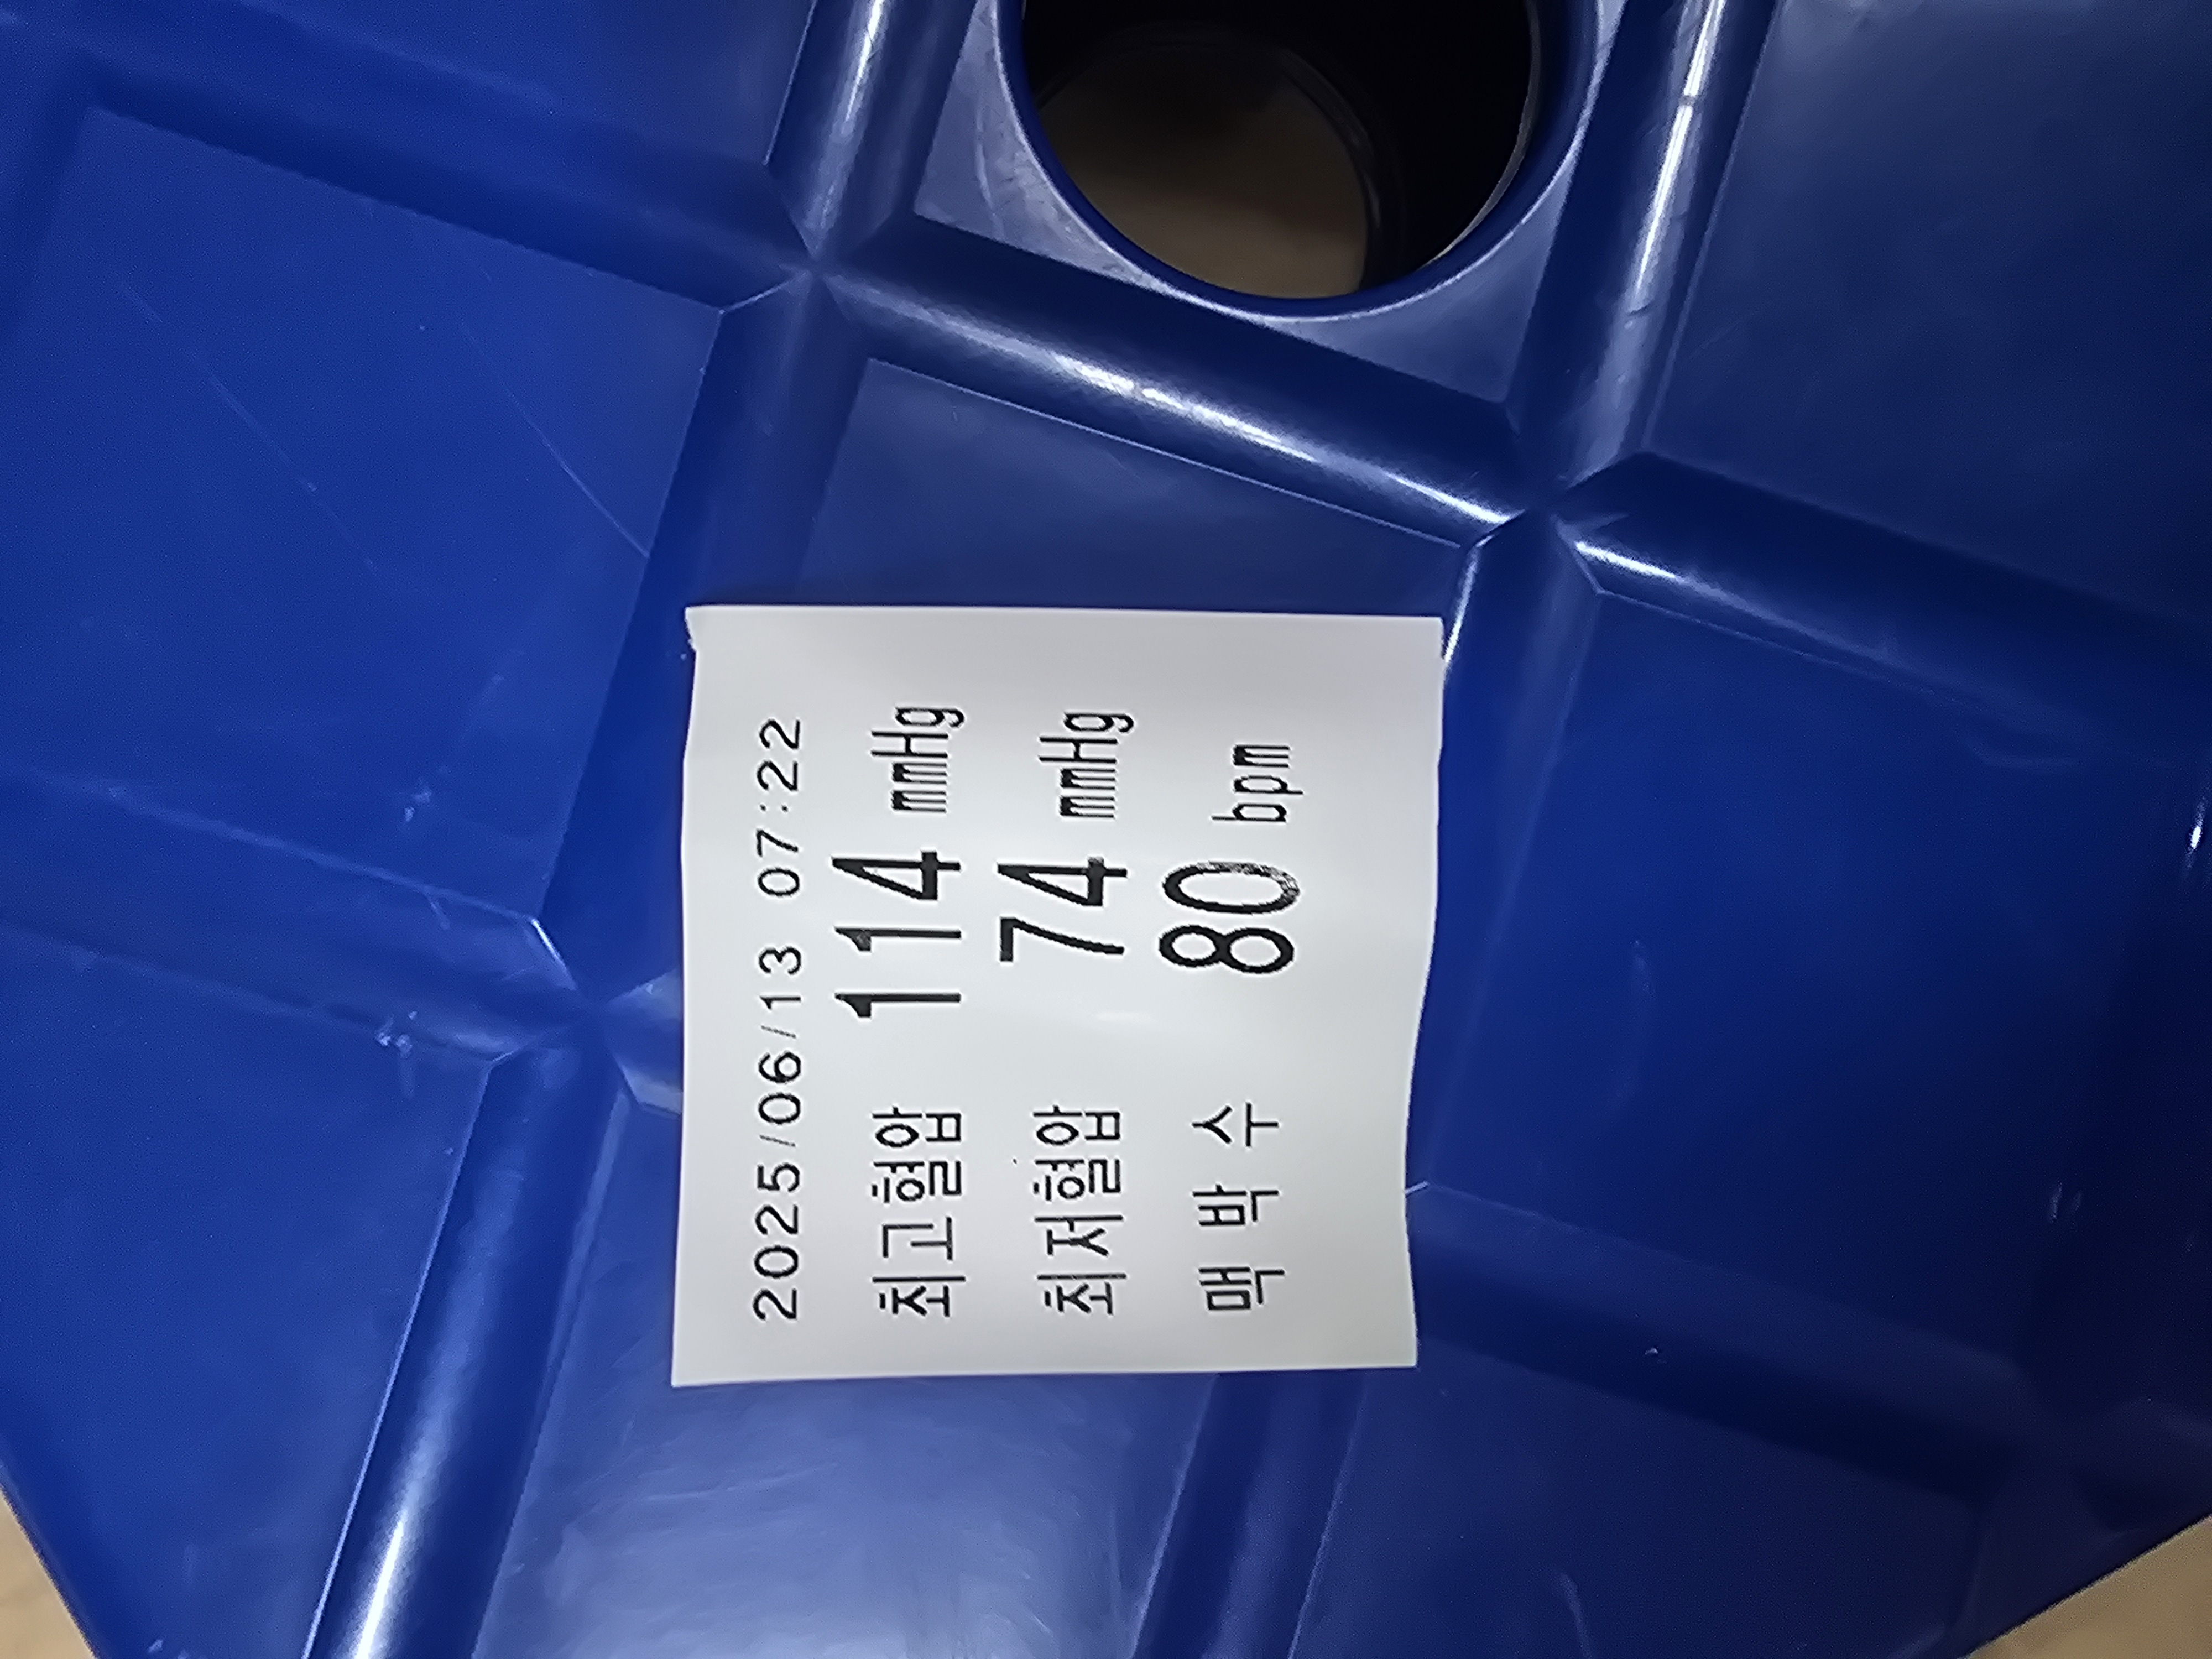 2025/06/13 07:22
최고혈압 114 mmHg
최저혈압 74 mmHg
맥 박 수 80 bpm